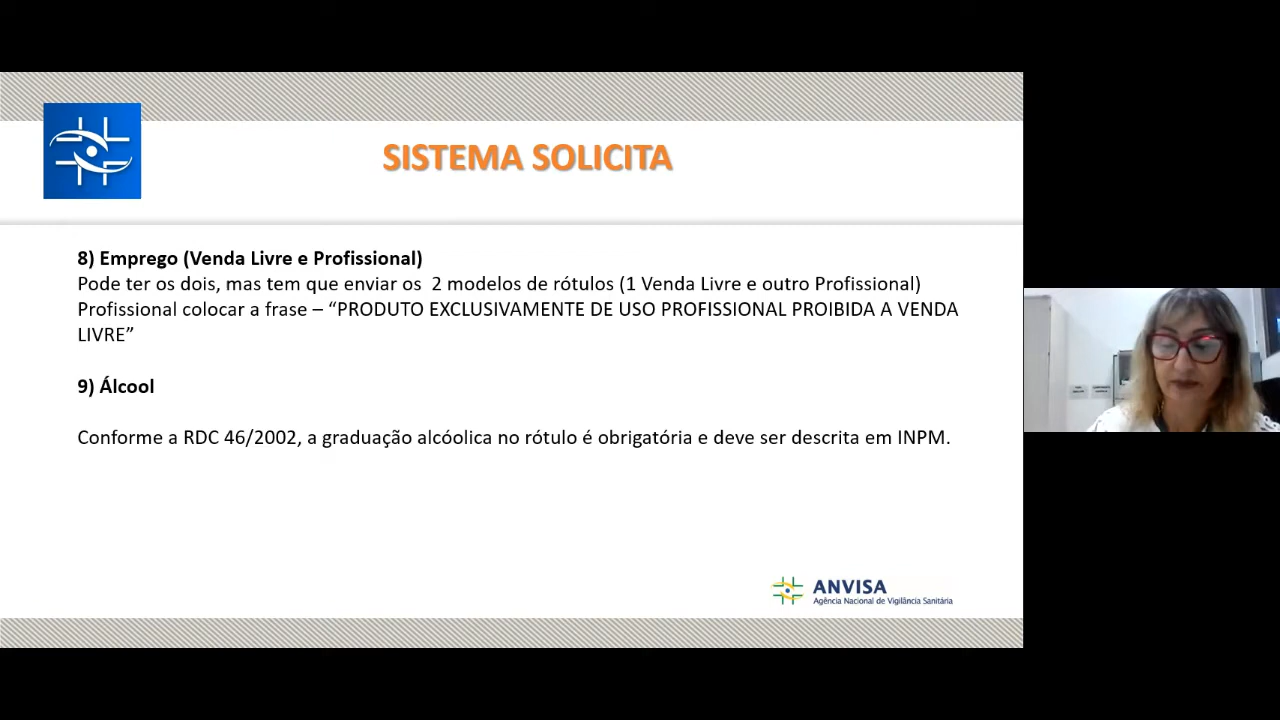 SISTEMA SOLICITA
8) Emprego (Venda Livre e Profissional)
Pode ter os dois, mas tem que enviar os  2 modelos de rótulos (1 Venda Livre e outro Profissional)
Profissional colocar a frase – “PRODUTO EXCLUSIVAMENTE DE USO PROFISSIONAL PROIBIDA A VENDA
LIVRE”
9) Álcool
Conforme a RDC 46/2002, a graduação alcóolica no rótulo é obrigatória e deve ser descrita em INPM.
ANVISA
Agência Nacional de Vigilância Sanitária